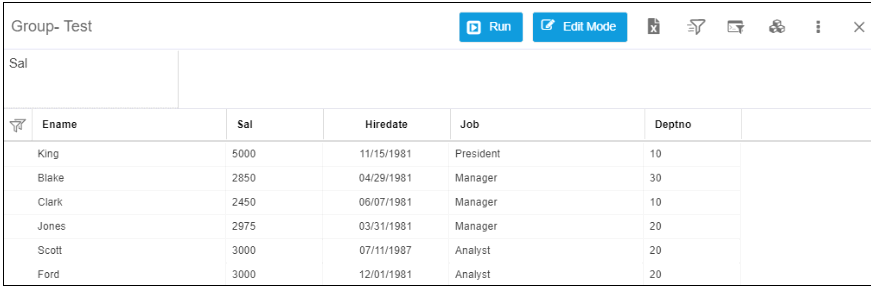 Group- Test Run Edit Mode
Sal
Ename Sal Hiredate Job Deptno
King 5000 11/15/1981 President 10
Blake 2850 04/29/1981 Manager 30
Clark 2450 06/07/1981 Manager 10
Jones 2975 03/31/1981 Manager 20
Scott 3000 07/11/1987 Analyst 20
Ford 3000 12/01/1981 Analyst 20